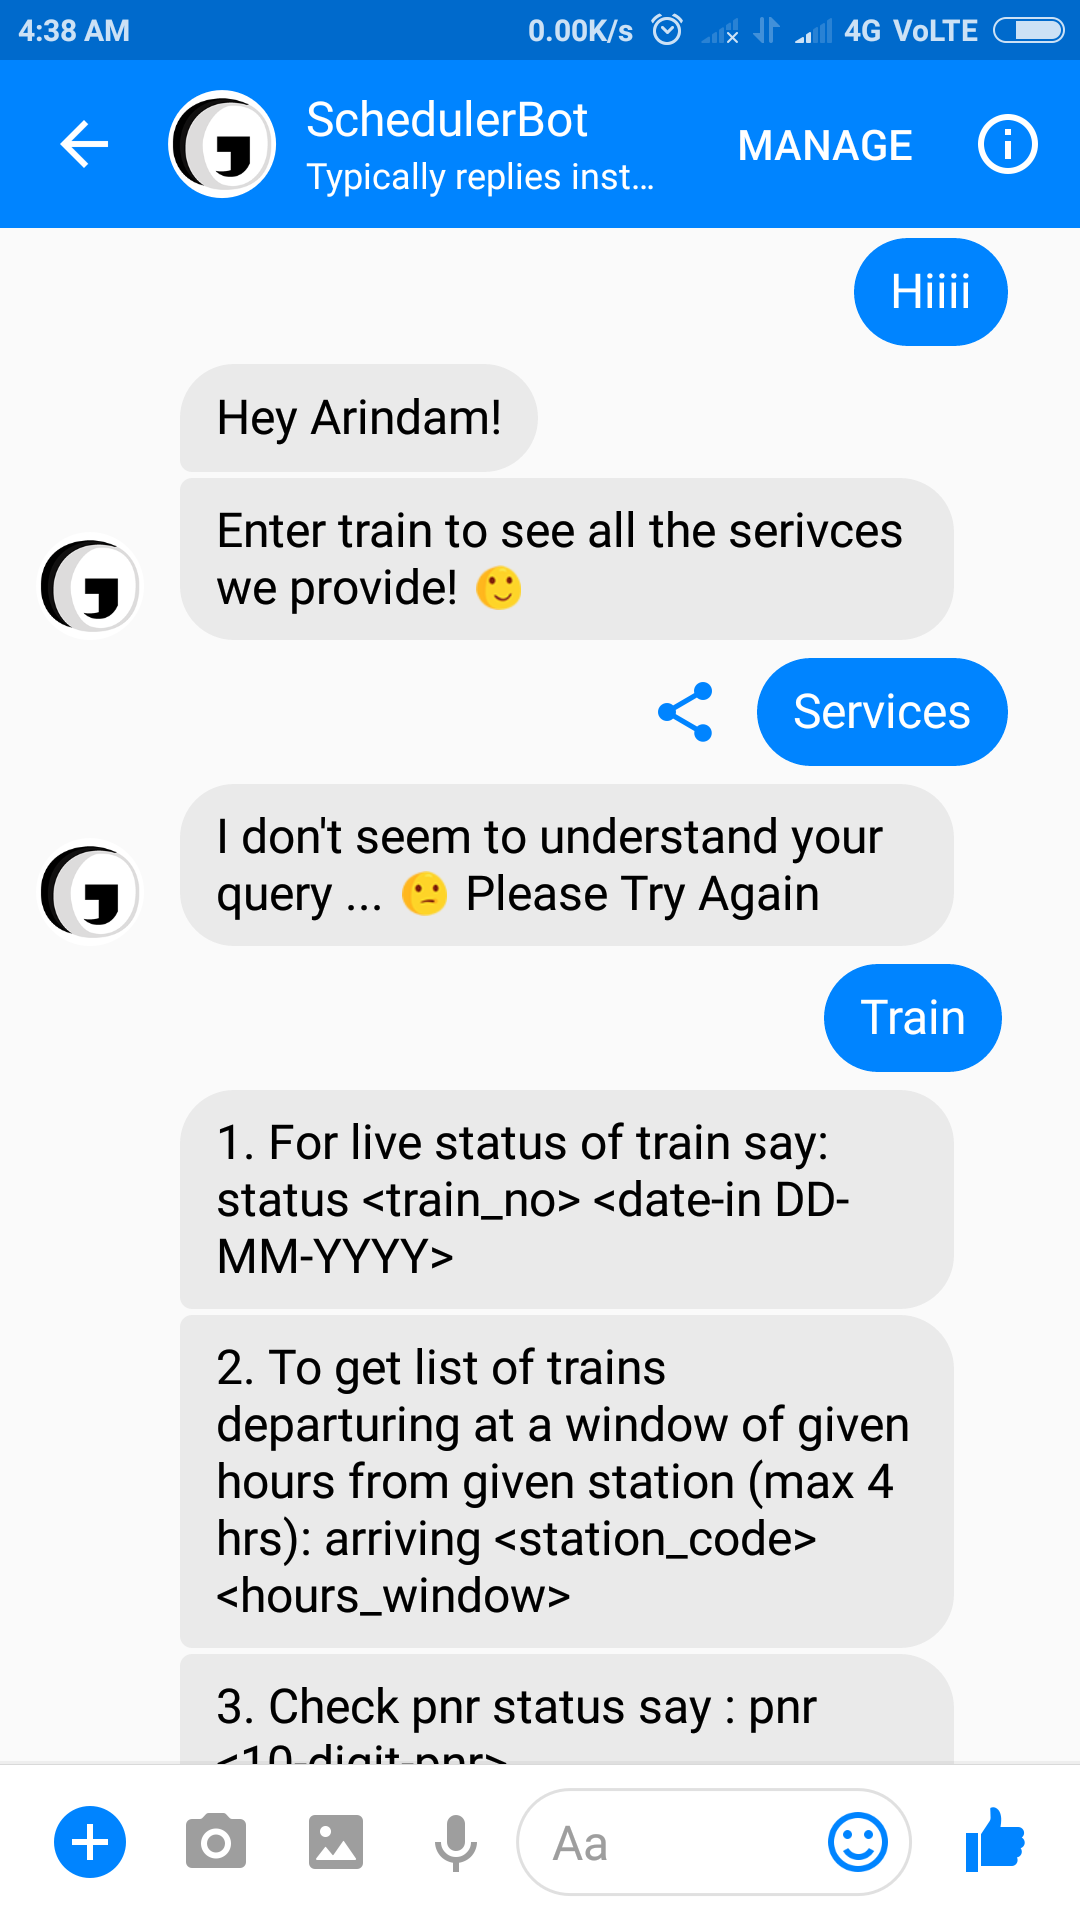 4:38 AM 0.00K/s 4G VoLTE
SchedulerBot
Typically replies inst...
MANAGE
Hiiii
Hey Arindam!
Enter train to see all the serivces
we provide!
Services
I don't seem to understand your
query ... Please Try Again
Train
1. For live status of train say:
status <train_no> <date-in DD-
MM-YYYY>
2. To get list of trains
departuring at a window of given
hours from given station (max 4
hrs): arriving <station_code>
<hours_window>
3. Check pnr status say : pnr
<10-digit-pnr>
Aa